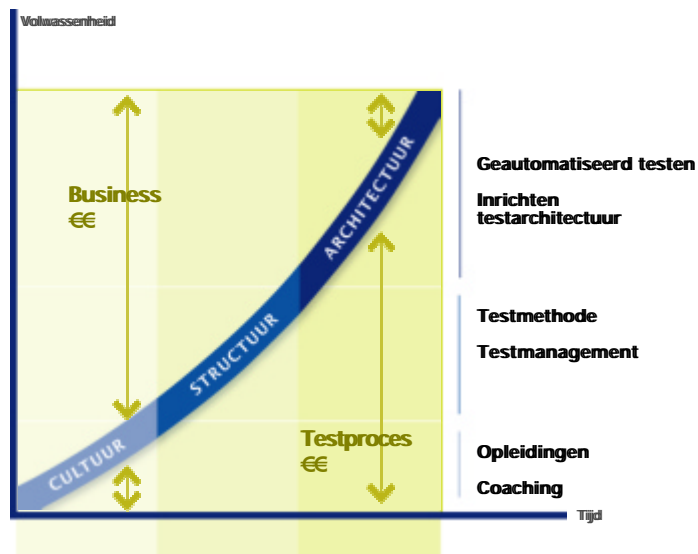 Volwassenheid
Business
€€
ARCHITECTUUR
STRUCTUUR
CULTUUR
Testproces
€€
Geautomatiseerd testen
Inrichten
testarchitectuur
Testmethode
Testmanagement
Opleidingen
Coaching
Tijd